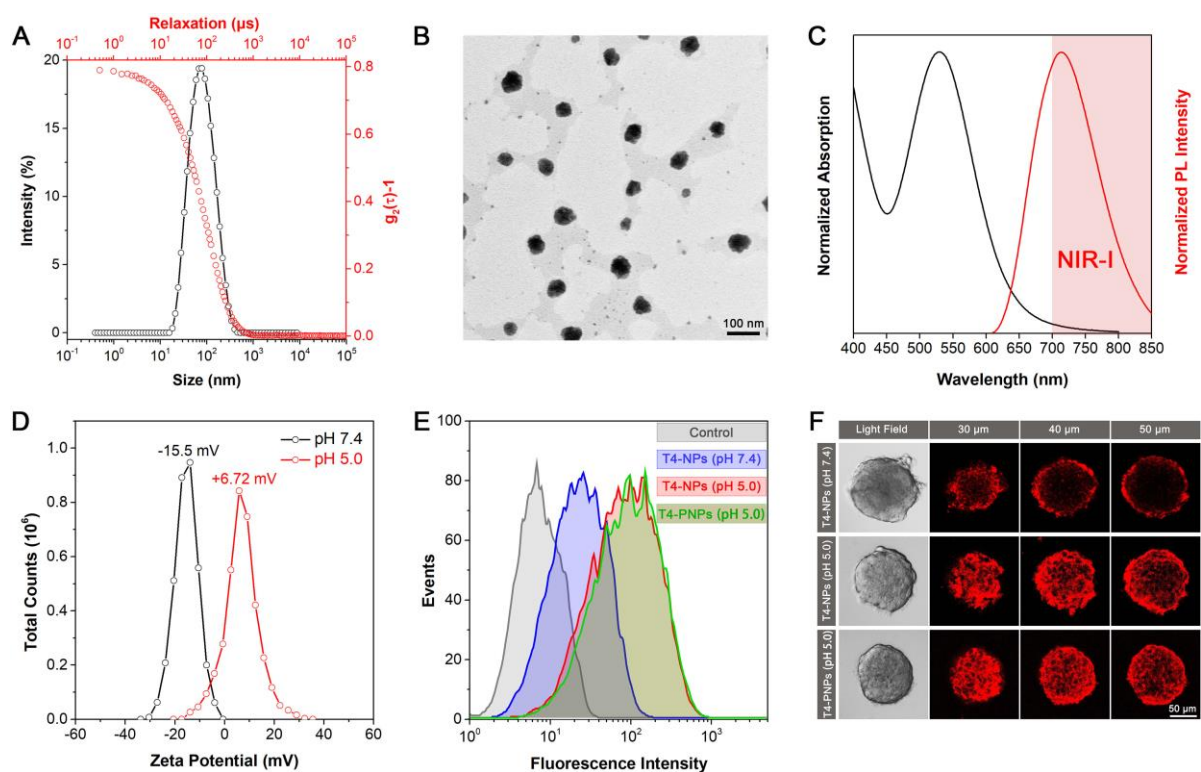 A
Relaxation (μs)
10⁻¹ 10⁰ 10¹ 10² 10³ 10⁴ 10⁵
20
15
10
5
0
Intensity (%)
0.8
0.6
0.4
0.2
0.0
g₂(τ)-1
10⁻¹ 10⁰ 10¹ 10² 10³ 10⁴ 10⁵
Size (nm)
B
100 nm
C
Normalized Absorption
Normalized PL Intensity
NIR-I
400 450 500 550 600 650 700 750 800 850
Wavelength (nm)
D
1.0
0.8
0.6
0.4
0.2
0.0
Total Counts (10⁶)
-15.5 mV
+6.72 mV
pH 7.4
pH 5.0
-60 -40 -20 0 20 40 60
Zeta Potential (mV)
E
100
80
60
40
20
0
Events
Control
T4-NPs (pH 7.4)
T4-NPs (pH 5.0)
T4-PNPs (pH 5.0)
10⁰ 10¹ 10² 10³
Fluorescence Intensity
F
Light Field 30 μm 40 μm 50 μm
T4-NPs (pH 7.4)
T4-NPs (pH 5.0)
T4-PNPs (pH 5.0)
50 μm